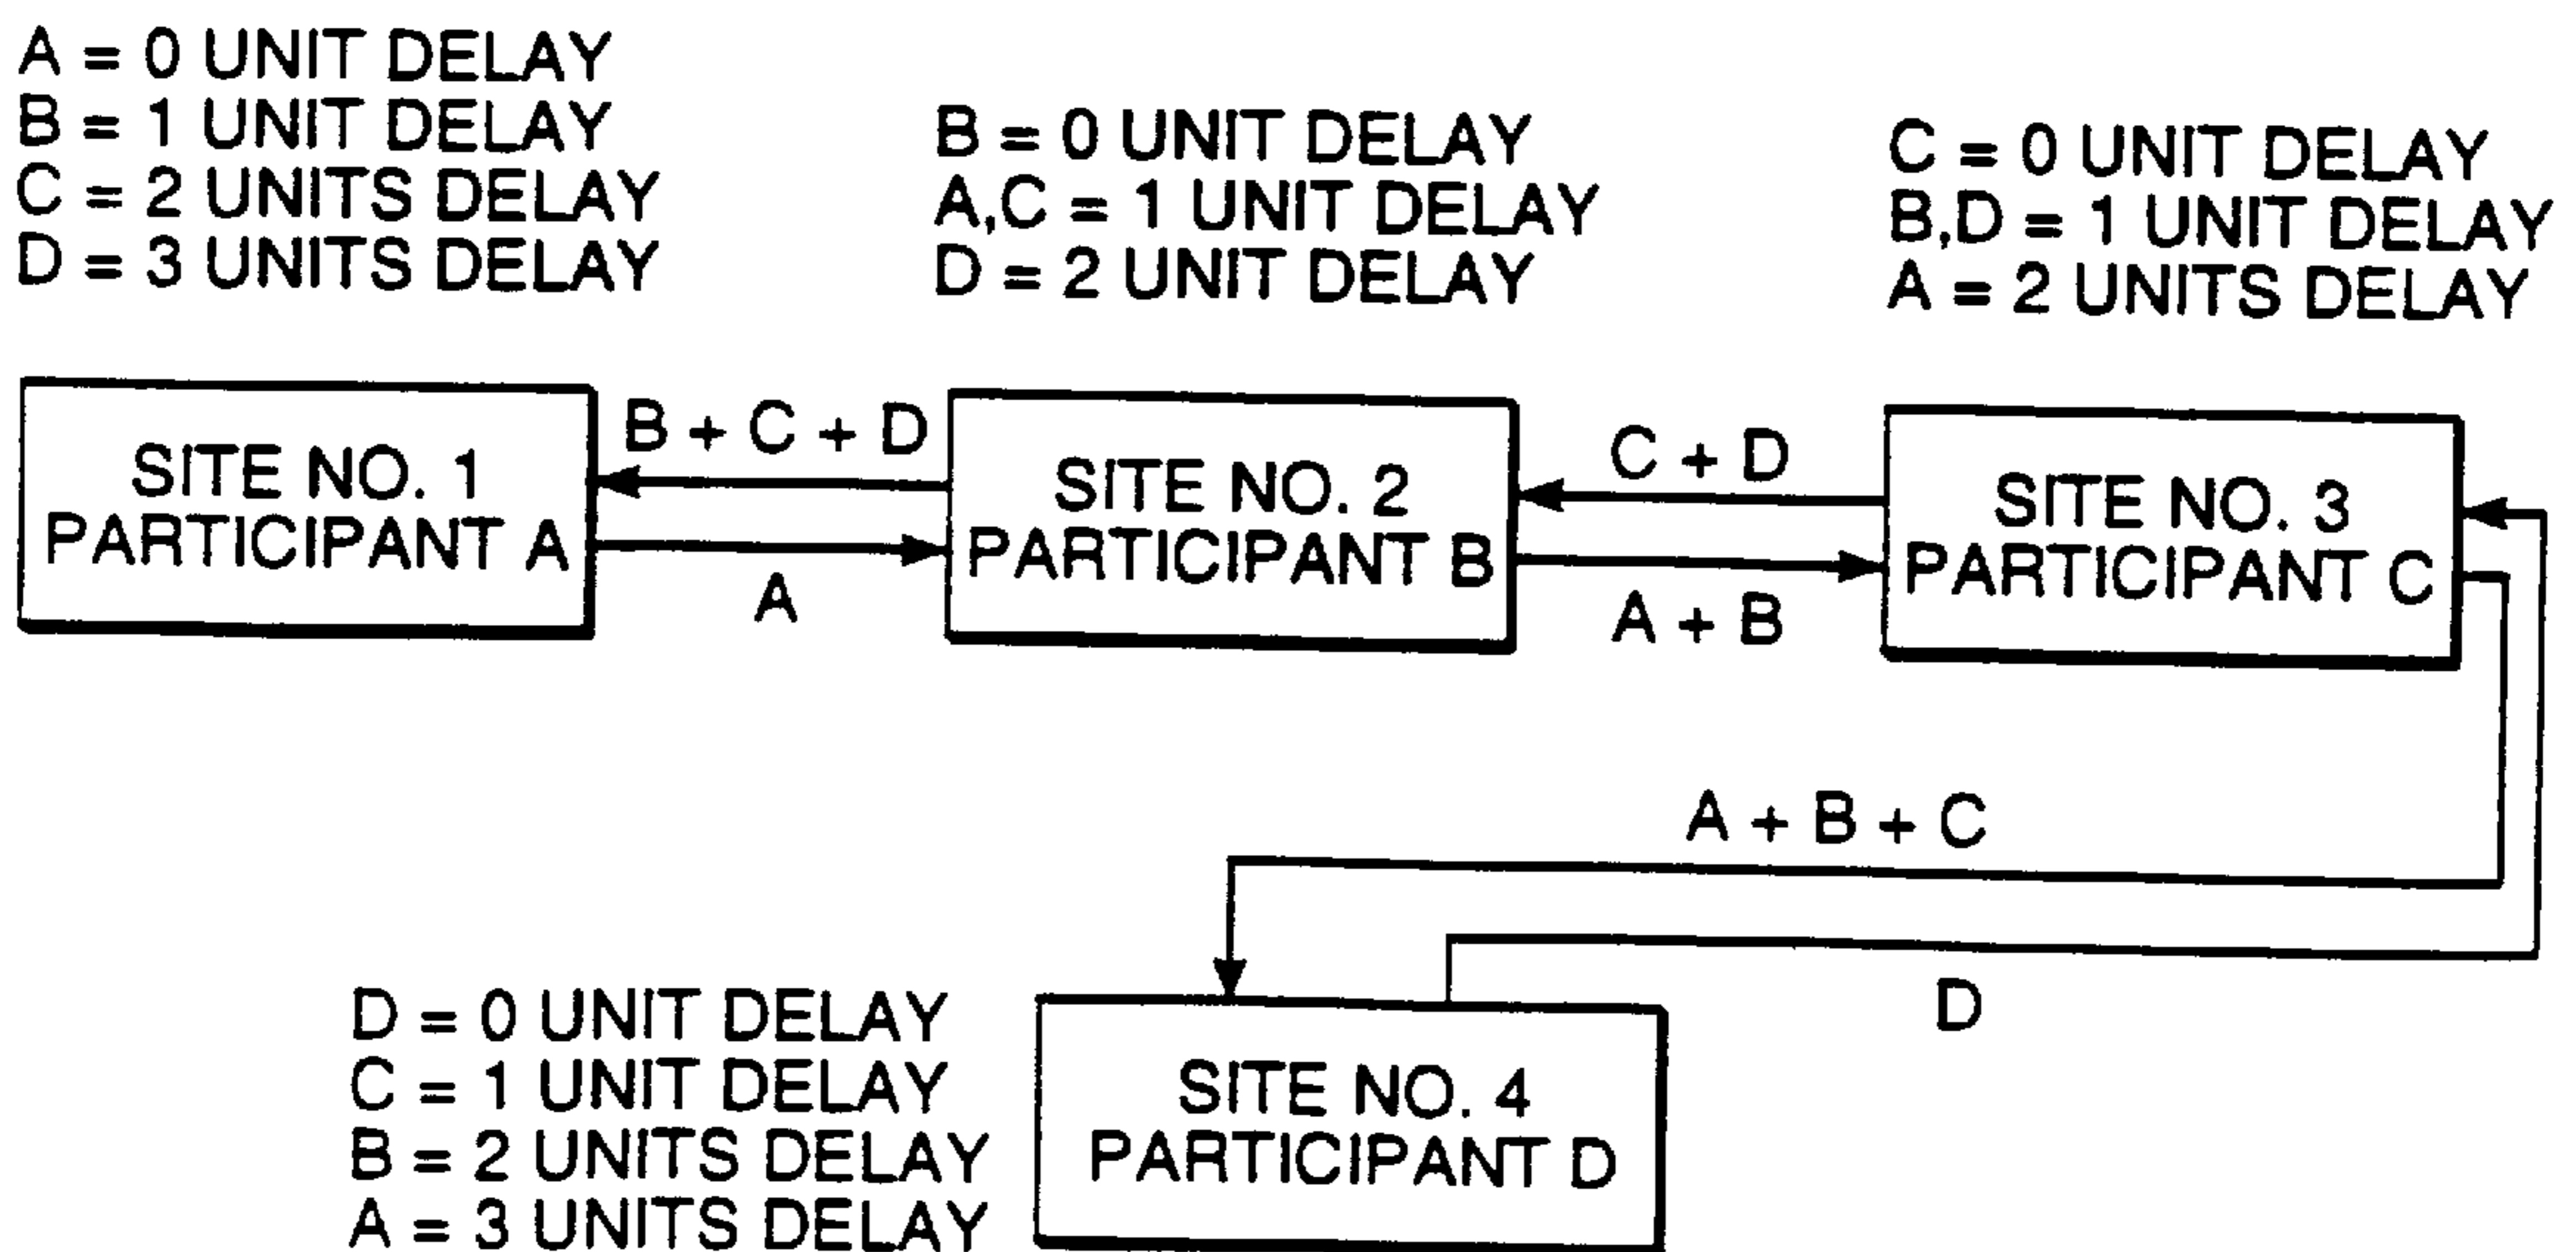 A = 0 UNIT DELAY
B = 1 UNIT DELAY
C = 2 UNITS DELAY
D = 3 UNITS DELAY
B = 0 UNIT DELAY
A,C = 1 UNIT DELAY
D = 2 UNIT DELAY
C = 0 UNIT DELAY
B,D = 1 UNIT DELAY
A = 2 UNITS DELAY
SITE NO. 1
PARTICIPANT A
B + C + D
A
SITE NO. 2
PARTICIPANT B
C + D
A + B
SITE NO. 3
PARTICIPANT C
A + B + C
D
D = 0 UNIT DELAY
C = 1 UNIT DELAY
B = 2 UNITS DELAY
A = 3 UNITS DELAY
SITE NO. 4
PARTICIPANT D